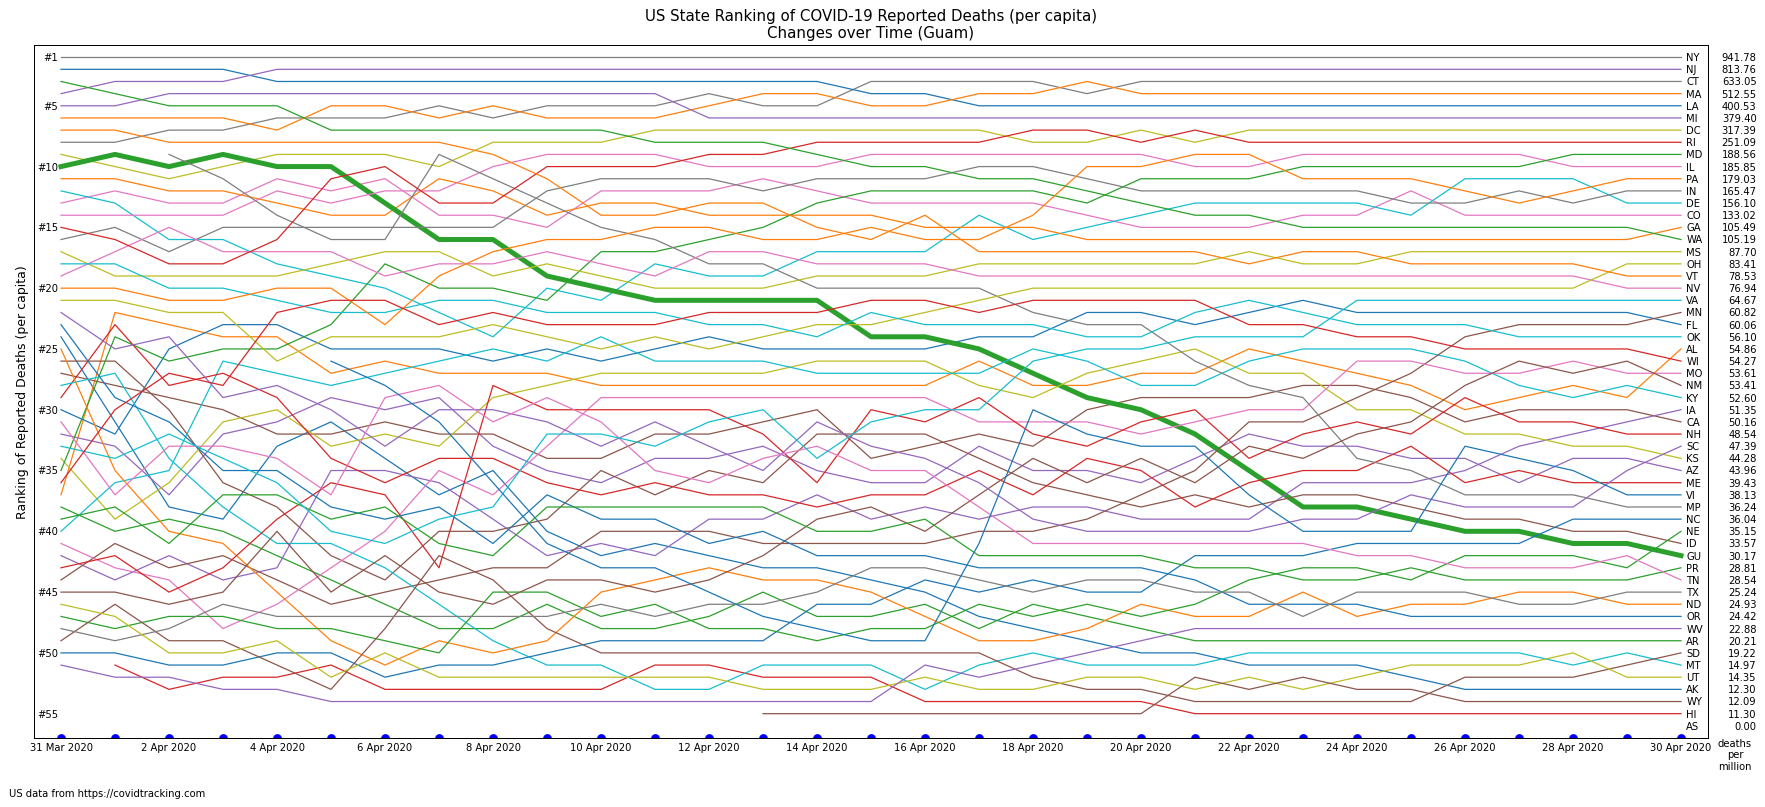 US State Ranking of COVID-19 Reported Deaths (per capita)
Changes over Time (Guam)
Ranking of Reported Deaths (per capita)
#1
#5
#10
#15
#20
#25
#30
#35
#40
#45
#50
#55
NY 941.78
NJ 813.76
CT 633.05
MA 512.55
LA 400.53
MI 379.40
DC 317.39
RI 251.09
MD 188.56
IL 185.85
PA 179.03
IN 165.47
DE 156.10
CO 133.02
GA 105.49
WA 105.19
MS 87.70
OH 83.41
VT 78.53
NV 76.94
VA 64.67
MN 60.82
FL 60.06
OK 56.10
AL 54.86
WI 54.27
MO 53.61
NM 53.41
KY 52.60
IA 51.35
CA 50.16
NH 48.54
SC 47.39
KS 44.28
AZ 43.96
ME 39.43
VI 38.13
MP 36.24
NC 36.04
NE 35.15
ID 33.57
GU 30.17
PR 28.81
TN 28.54
TX 25.24
ND 24.93
OR 24.42
WV 22.88
AR 20.21
SD 19.22
MT 14.97
UT 14.35
AK 12.30
WY 12.09
HI 11.30
AS 0.00
31 Mar 2020 2 Apr 2020 4 Apr 2020 6 Apr 2020 8 Apr 2020 10 Apr 2020 12 Apr 2020 14 Apr 2020 16 Apr 2020 18 Apr 2020 20 Apr 2020 22 Apr 2020 24 Apr 2020 26 Apr 2020 28 Apr 2020 30 Apr 2020
deaths
per
million
US data from https://covidtracking.com